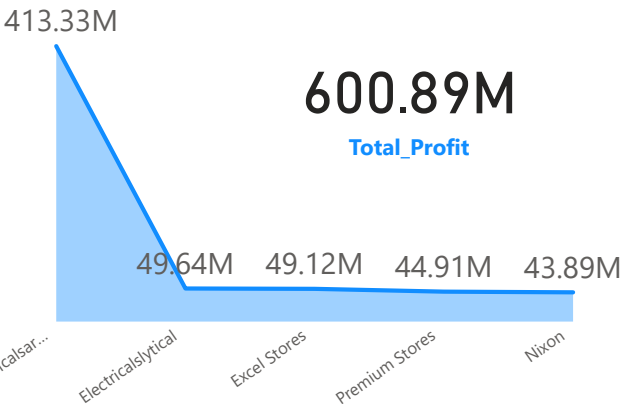 413.33M
600.89M
Total_Profit
49.64M 49.12M 44.91M 43.89M
Electricalslytical Excel Stores Premium Stores Nixon